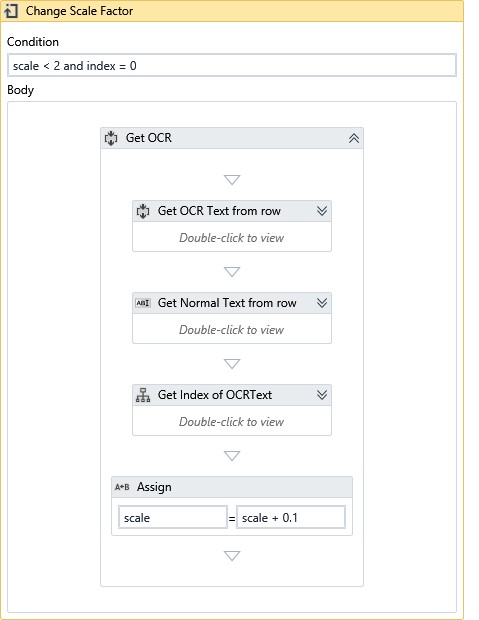 Change Scale Factor
Condition
scale < 2 and index = 0
Body
Get OCR
Get OCR Text from row
Double-click to view
ABI Get Normal Text from row
Double-click to view
Get Index of OCRText
Double-click to view
A+B Assign
scale = scale + 0.1